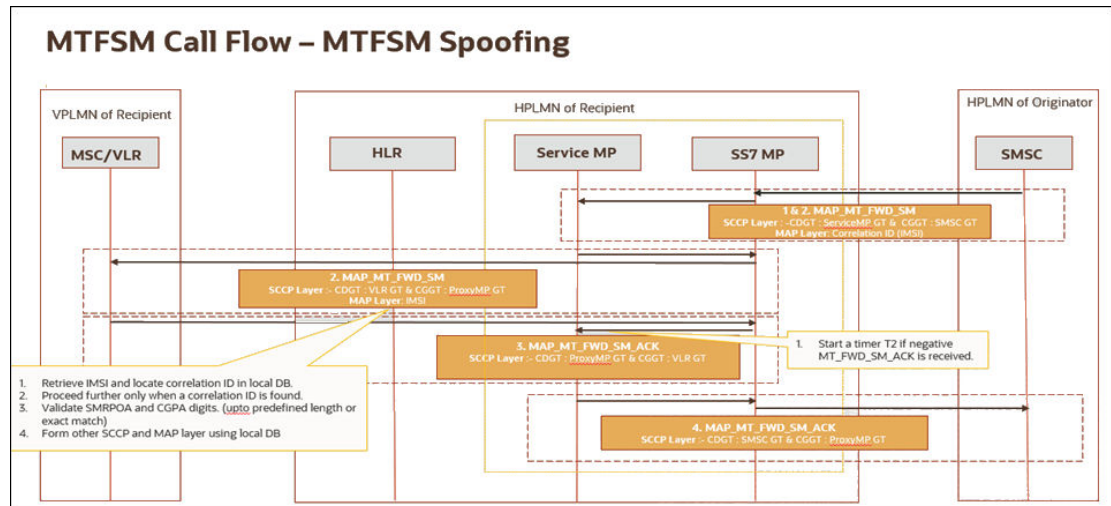 MTFSM Call Flow – MTFSM Spoofing
VPLMN of Recipient
HPLMN of Recipient
HPLMN of Originator
MSC/VLR
HLR
Service MP
SS7 MP
SMSC
1 & 2. MAP_MT_FWD_SM
SCCP Layer : -CDGT : ServiceMP GT & CGGT : SMSC GT
MAP Layer: Correlation ID (IMSI)
2. MAP_MT_FWD_SM
SCCP Layer :- CDGT : VLR GT & CGGT : ProxyMP GT
MAP Layer: IMSI
3. MAP_MT_FWD_SM_ACK
SCCP Layer :- CDGT : ProxyMP GT & CGGT : VLR GT
1. Start a timer T2 if negative
MT_FWD_SM_ACK is received.
1. Retrieve IMSI and locate correlation ID in local DB.
2. Proceed further only when a correlation ID is found.
3. Validate SMRPOA and CGPA digits. (upto predefined length or
exact match)
4. Form other SCCP and MAP layer using local DB
4. MAP_MT_FWD_SM_ACK
SCCP Layer :- CDGT : SMSC GT & CGGT : ProxyMP GT